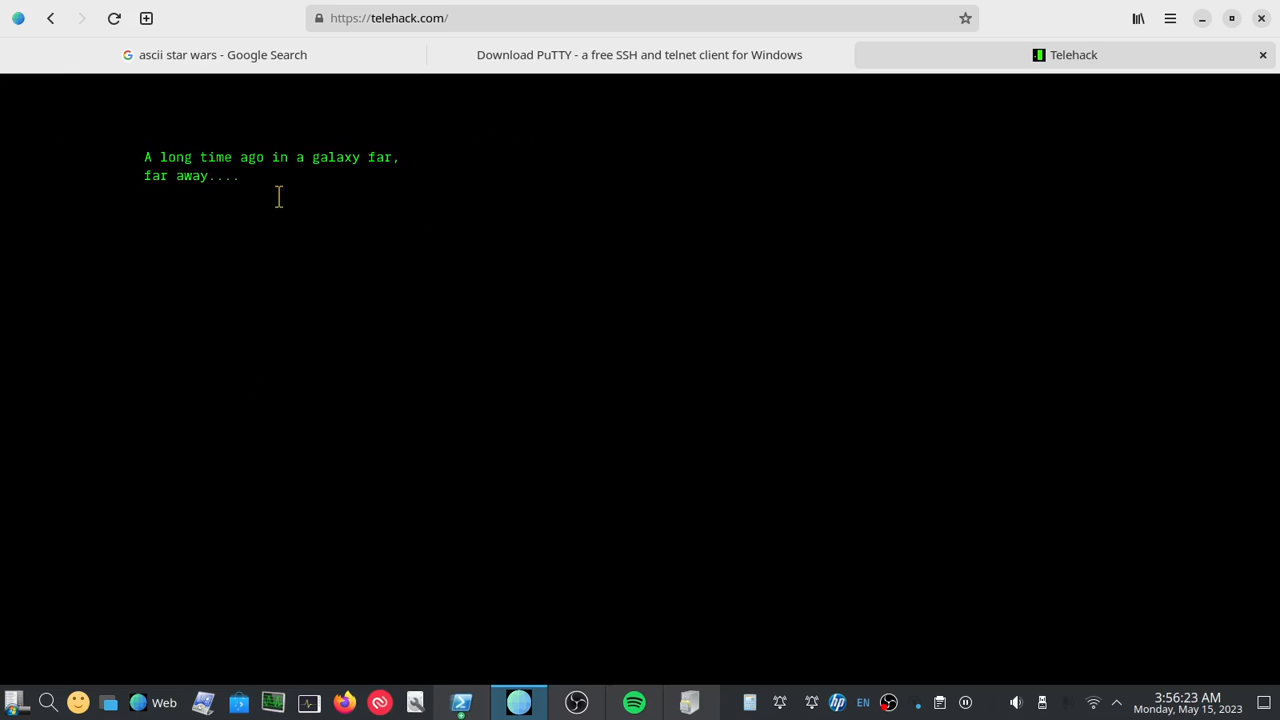 https://telehack.com/
ascii star wars - Google Search
Download PuTTY - a free SSH and telnet client for Windows
Telehack
A long time ago in a galaxy far,
far away....
Web
hp
EN
3:56:23 AM
Monday, May 15, 2023